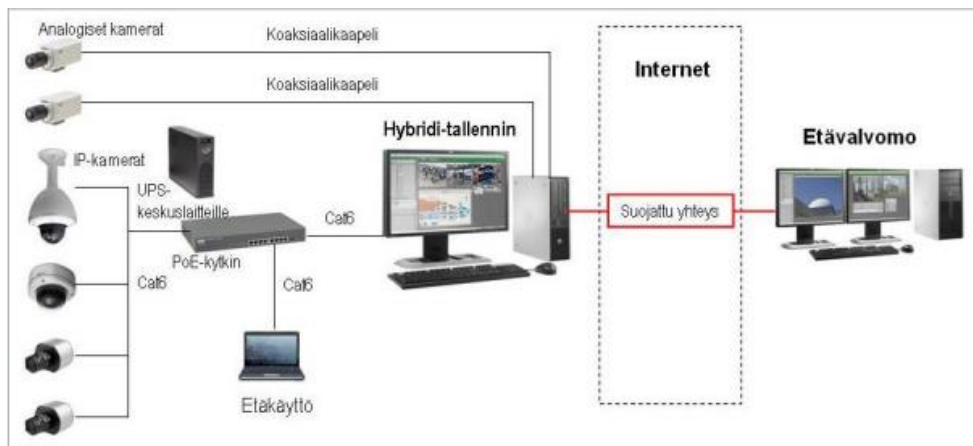 Analogiset kamerat
Koaksiaalikaapeli
Koaksiaalikaapeli
Internet
Hybridi-tallennin
Etävalvomo
IP-kamerat
UPS-
keskuslaitteille
Cat6
Suojattu yhteys
PoE-kytkin
Cat6
Cat6
Etäkäyttö